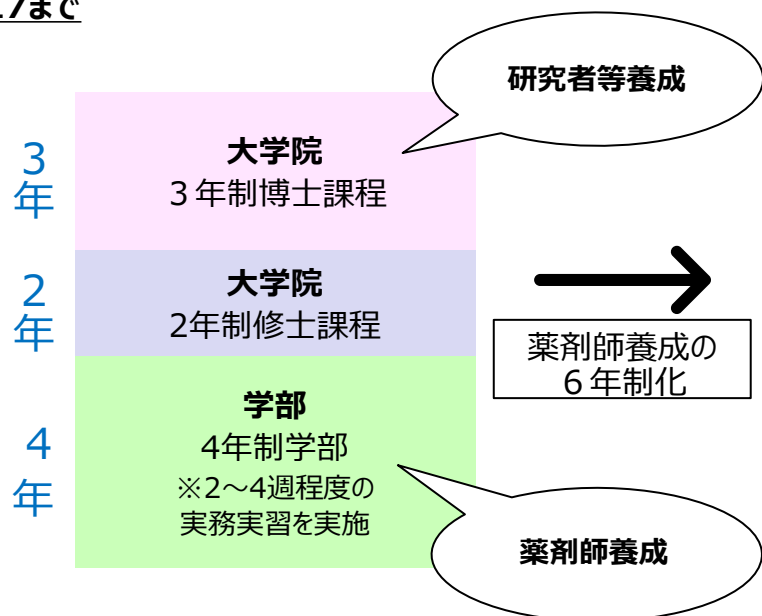 17まで
研究者等養成
3
年
大学院
3年制博士課程
2
年
大学院
2年制修士課程
薬剤師養成の
6年制化
4
年
学部
4年制学部
※2～4週程度の
実務実習を実施
薬剤師養成